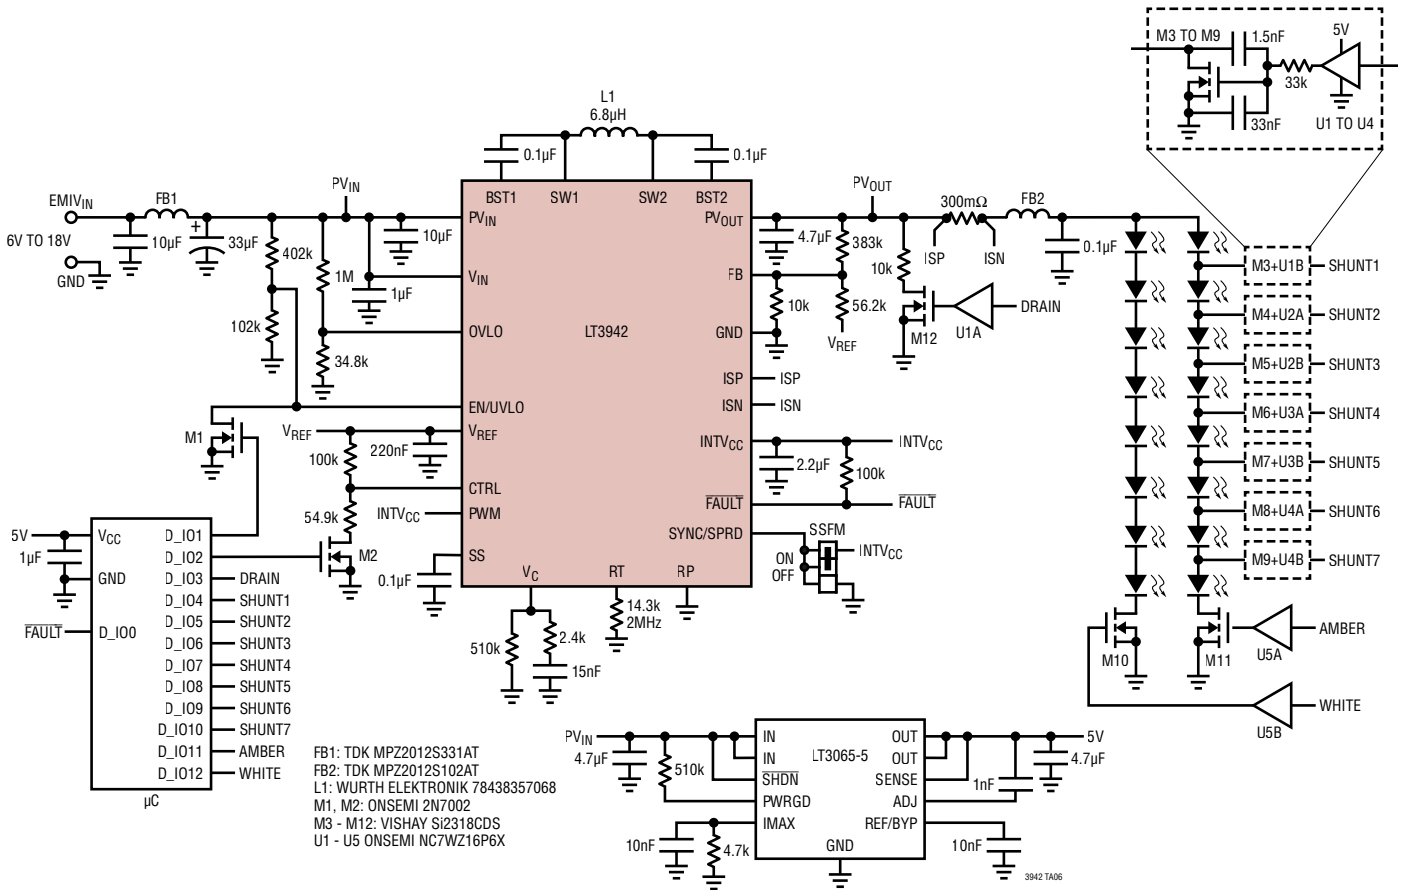 M3 TO M9
1.5nF
5V
33k
33nF
U1 TO U4
L1
6.8µH
0.1µF
0.1µF
BST1
SW1
SW2
BST2
EMIV_IN
FB1
PV_IN
PV_IN
PV_OUT
PV_OUT
300mΩ
FB2
6V TO 18V
GND
10µF
33µF
402k
1M
10µF
1µF
V_IN
102k
34.8k
OVLO
LT3942
4.7µF
383k
10k
ISP
ISN
0.1µF
FB
10k
56.2k
V_REF
GND
M12
U1A
DRAIN
M3+U1B
SHUNT1
M4+U2A
SHUNT2
M5+U2B
SHUNT3
M6+U3A
SHUNT4
M7+U3B
SHUNT5
M8+U4A
SHUNT6
M9+U4B
SHUNT7
ISP
ISP
ISN
ISN
M1
EN/UVLO
V_REF
220nF
V_REF
100k
CTRL
54.9k
INTV_CC
PWM
M2
INTV_CC
INTV_CC
2.2µF
100k
FAULT
FAULT
SYNC/SPRD
SSFM
ON
OFF
INTV_CC
0.1µF
SS
V_C
RT
RP
14.3k
2MHz
510k
2.4k
15nF
M10
M11
U5A
AMBER
U5B
WHITE
5V
1µF
V_CC
D_IO1
D_IO2
GND
D_IO3
DRAIN
D_IO4
SHUNT1
D_IO5
SHUNT2
FAULT
D_IO0
D_IO6
SHUNT3
D_IO7
SHUNT4
D_IO8
SHUNT5
D_IO9
SHUNT6
D_IO10
SHUNT7
D_IO11
AMBER
D_IO12
WHITE
µC
FB1: TDK MPZ2012S331AT
FB2: TDK MPZ2012S102AT
L1: WURTH ELEKTRONIK 78438357068
M1, M2: ONSEMI 2N7002
M3 - M12: VISHAY Si2318CDS
U1 - U5 ONSEMI NC7WZ16P6X
PV_IN
4.7µF
510k
IN
IN
SHDN
PWRGD
IMAX
10nF
4.7k
LT3065-5
GND
OUT
OUT
SENSE
ADJ
REF/BYP
5V
1nF
4.7µF
10nF
3942 TA06